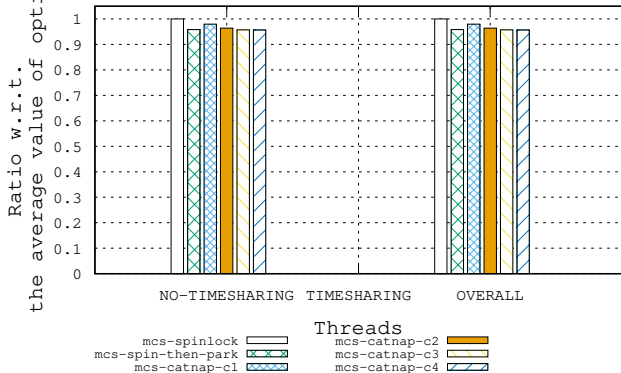 Ratio w.r.t.
the average value of opti
1
0.9
0.8
0.7
0.6
0.5
0.4
0.3
0.2
0.1
0
NO-TIMESHARING TIMESHARING OVERALL
Threads
mcs-spinlock
mcs-spin-then-park
mcs-catnap-c1
mcs-catnap-c2
mcs-catnap-c3
mcs-catnap-c4